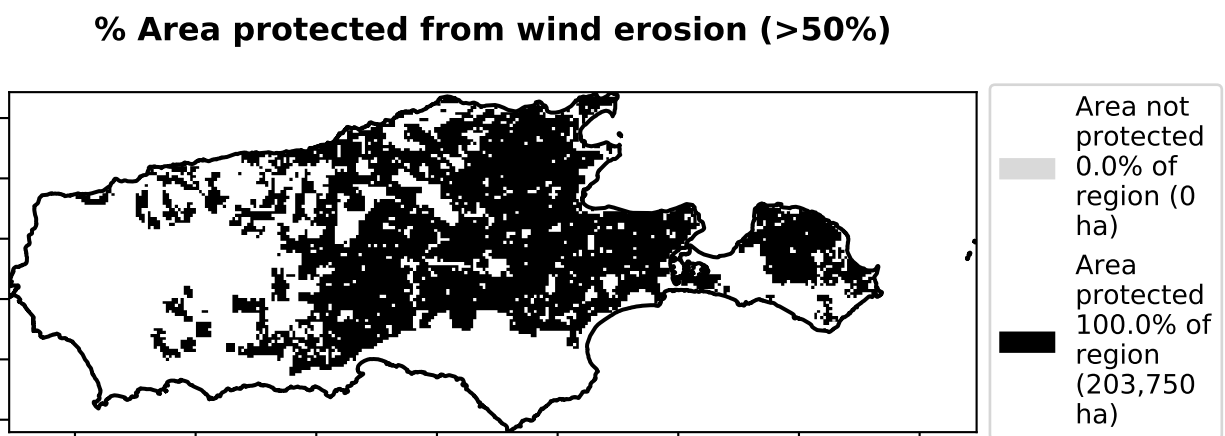 % Area protected from wind erosion (>50%)
Area not
protected
0.0% of
region (0
ha)
Area
protected
100.0% of
region
(203,750
ha)